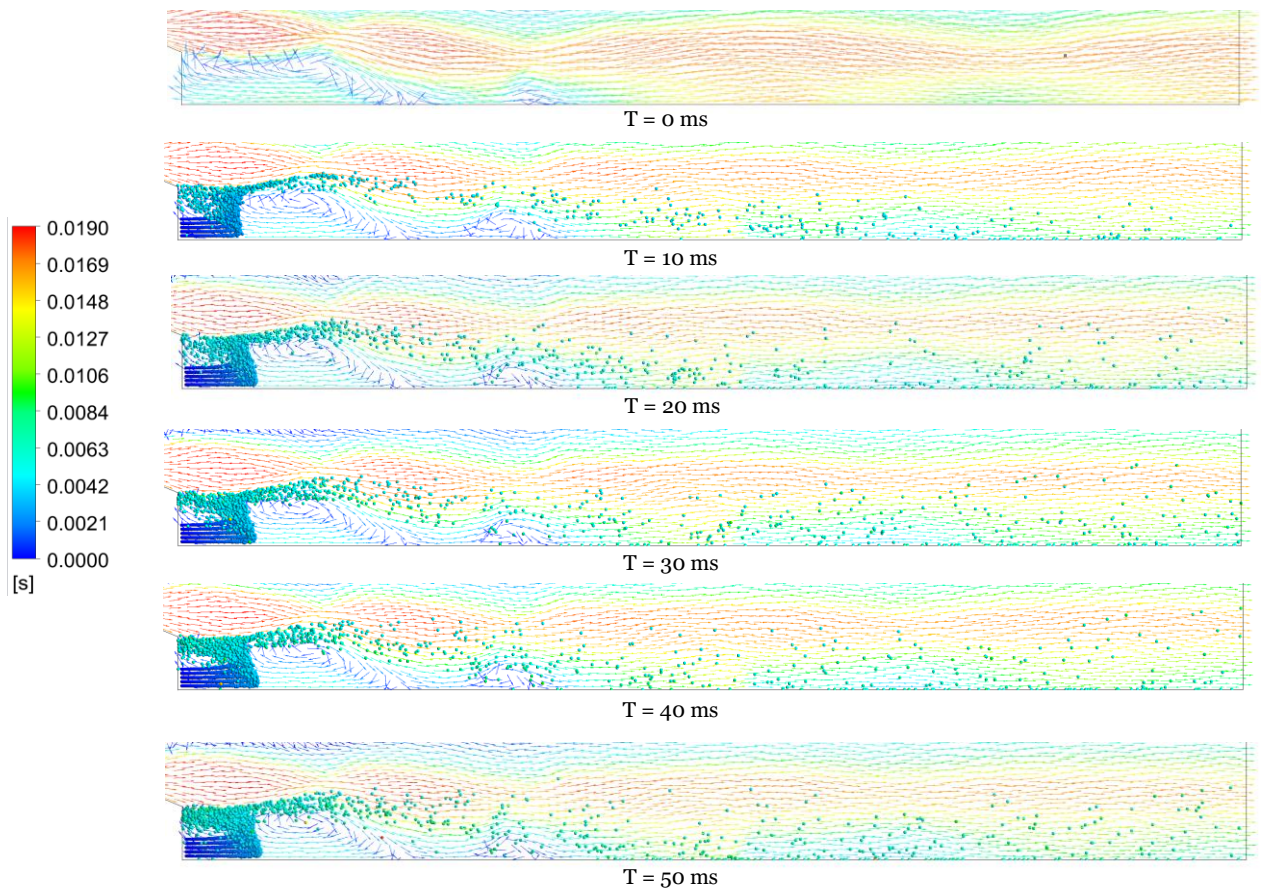 T = 0 ms
T = 10 ms
0.0190
0.0169
0.0148
0.0127
0.0106
0.0084
0.0063
0.0042
0.0021
0.0000
[s]
T = 20 ms
T = 30 ms
T = 40 ms
T = 50 ms